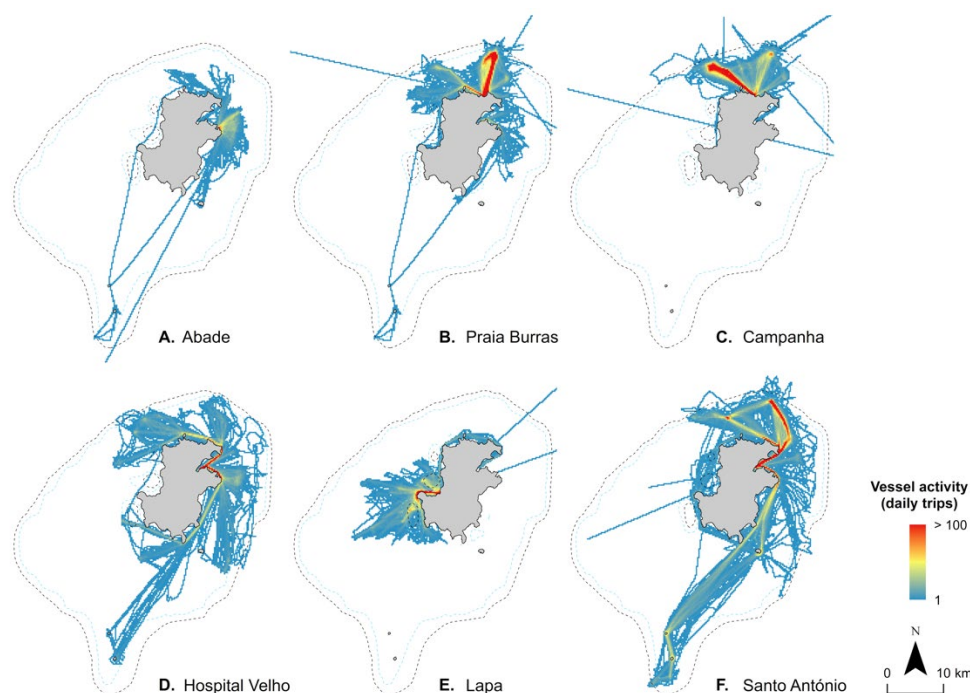 A. Abade
B. Praia Burras
C. Campanha
Vessel activity
(daily trips)
> 100
1
N
0 10 km
D. Hospital Velho
E. Lapa
F. Santo António